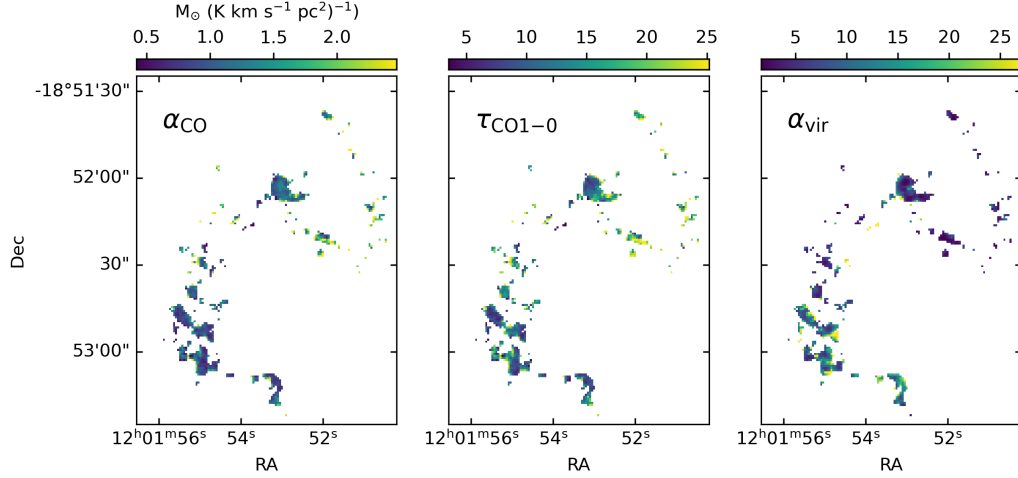 M⊙ (K km s⁻¹ pc²)⁻¹)
0.5 1.0 1.5 2.0
5 10 15 20 25
5 10 15 20 25
αCO
τCO1−0
αvir
-18°51'30"
52'00"
30"
53'00"
Dec
12ʰ01ᵐ56ˢ 54ˢ 52ˢ
12ʰ01ᵐ56ˢ 54ˢ 52ˢ
12ʰ01ᵐ56ˢ 54ˢ 52ˢ
RA
RA
RA